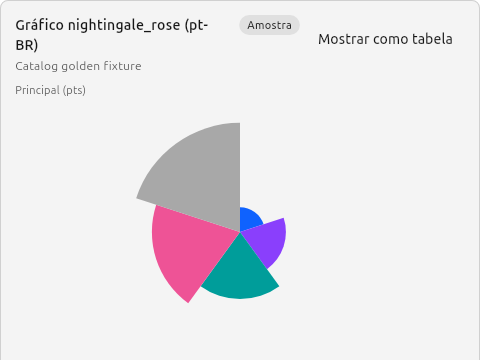 Gráfico nightingale_rose (pt-
BR)
Amostra
Mostrar como tabela
Catalog golden fixture
Principal (pts)